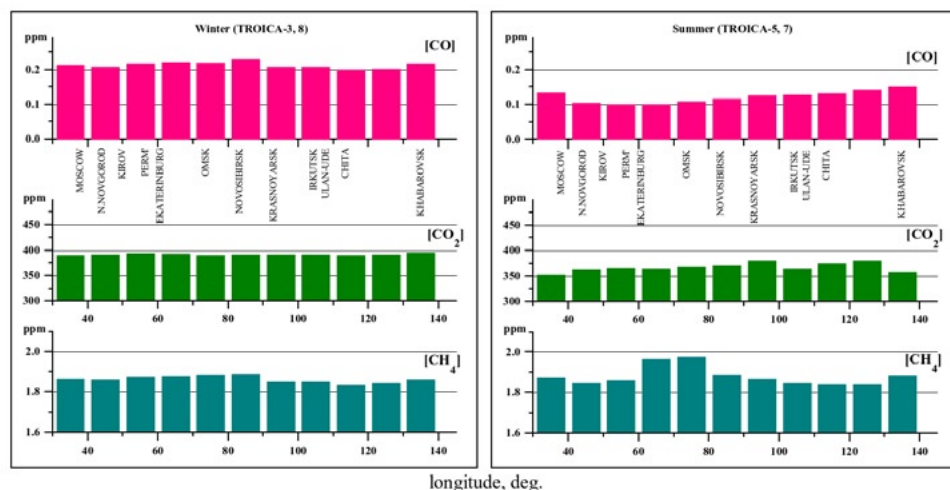 Winter (TROICA-3, 8)
ppm
[CO]
0.2
0.1
0.0
MOSCOW
N.NOVGOROD
KIROV
PERM'
EKATERINBURG
OMSK
NOVOSIBIRSK
KRASNOYARSK
IRKUTSK
ULAN-UDE
CHITA
KHABAROVSK
ppm
[CO2]
450
400
350
300
40 60 80 100 120 140
ppm
[CH4]
2.0
1.8
1.6
40 60 80 100 120 140
Summer (TROICA-5, 7)
ppm
[CO]
0.2
0.1
0.0
MOSCOW
N.NOVGOROD
KIROV
PERM'
EKATERINBURG
OMSK
NOVOSIBIRSK
KRASNOYARSK
IRKUTSK
ULAN-UDE
CHITA
KHABAROVSK
ppm
[CO2]
450
400
350
300
40 60 80 100 120 140
ppm
[CH4]
2.0
1.8
1.6
40 60 80 100 120 140
longitude, deg.